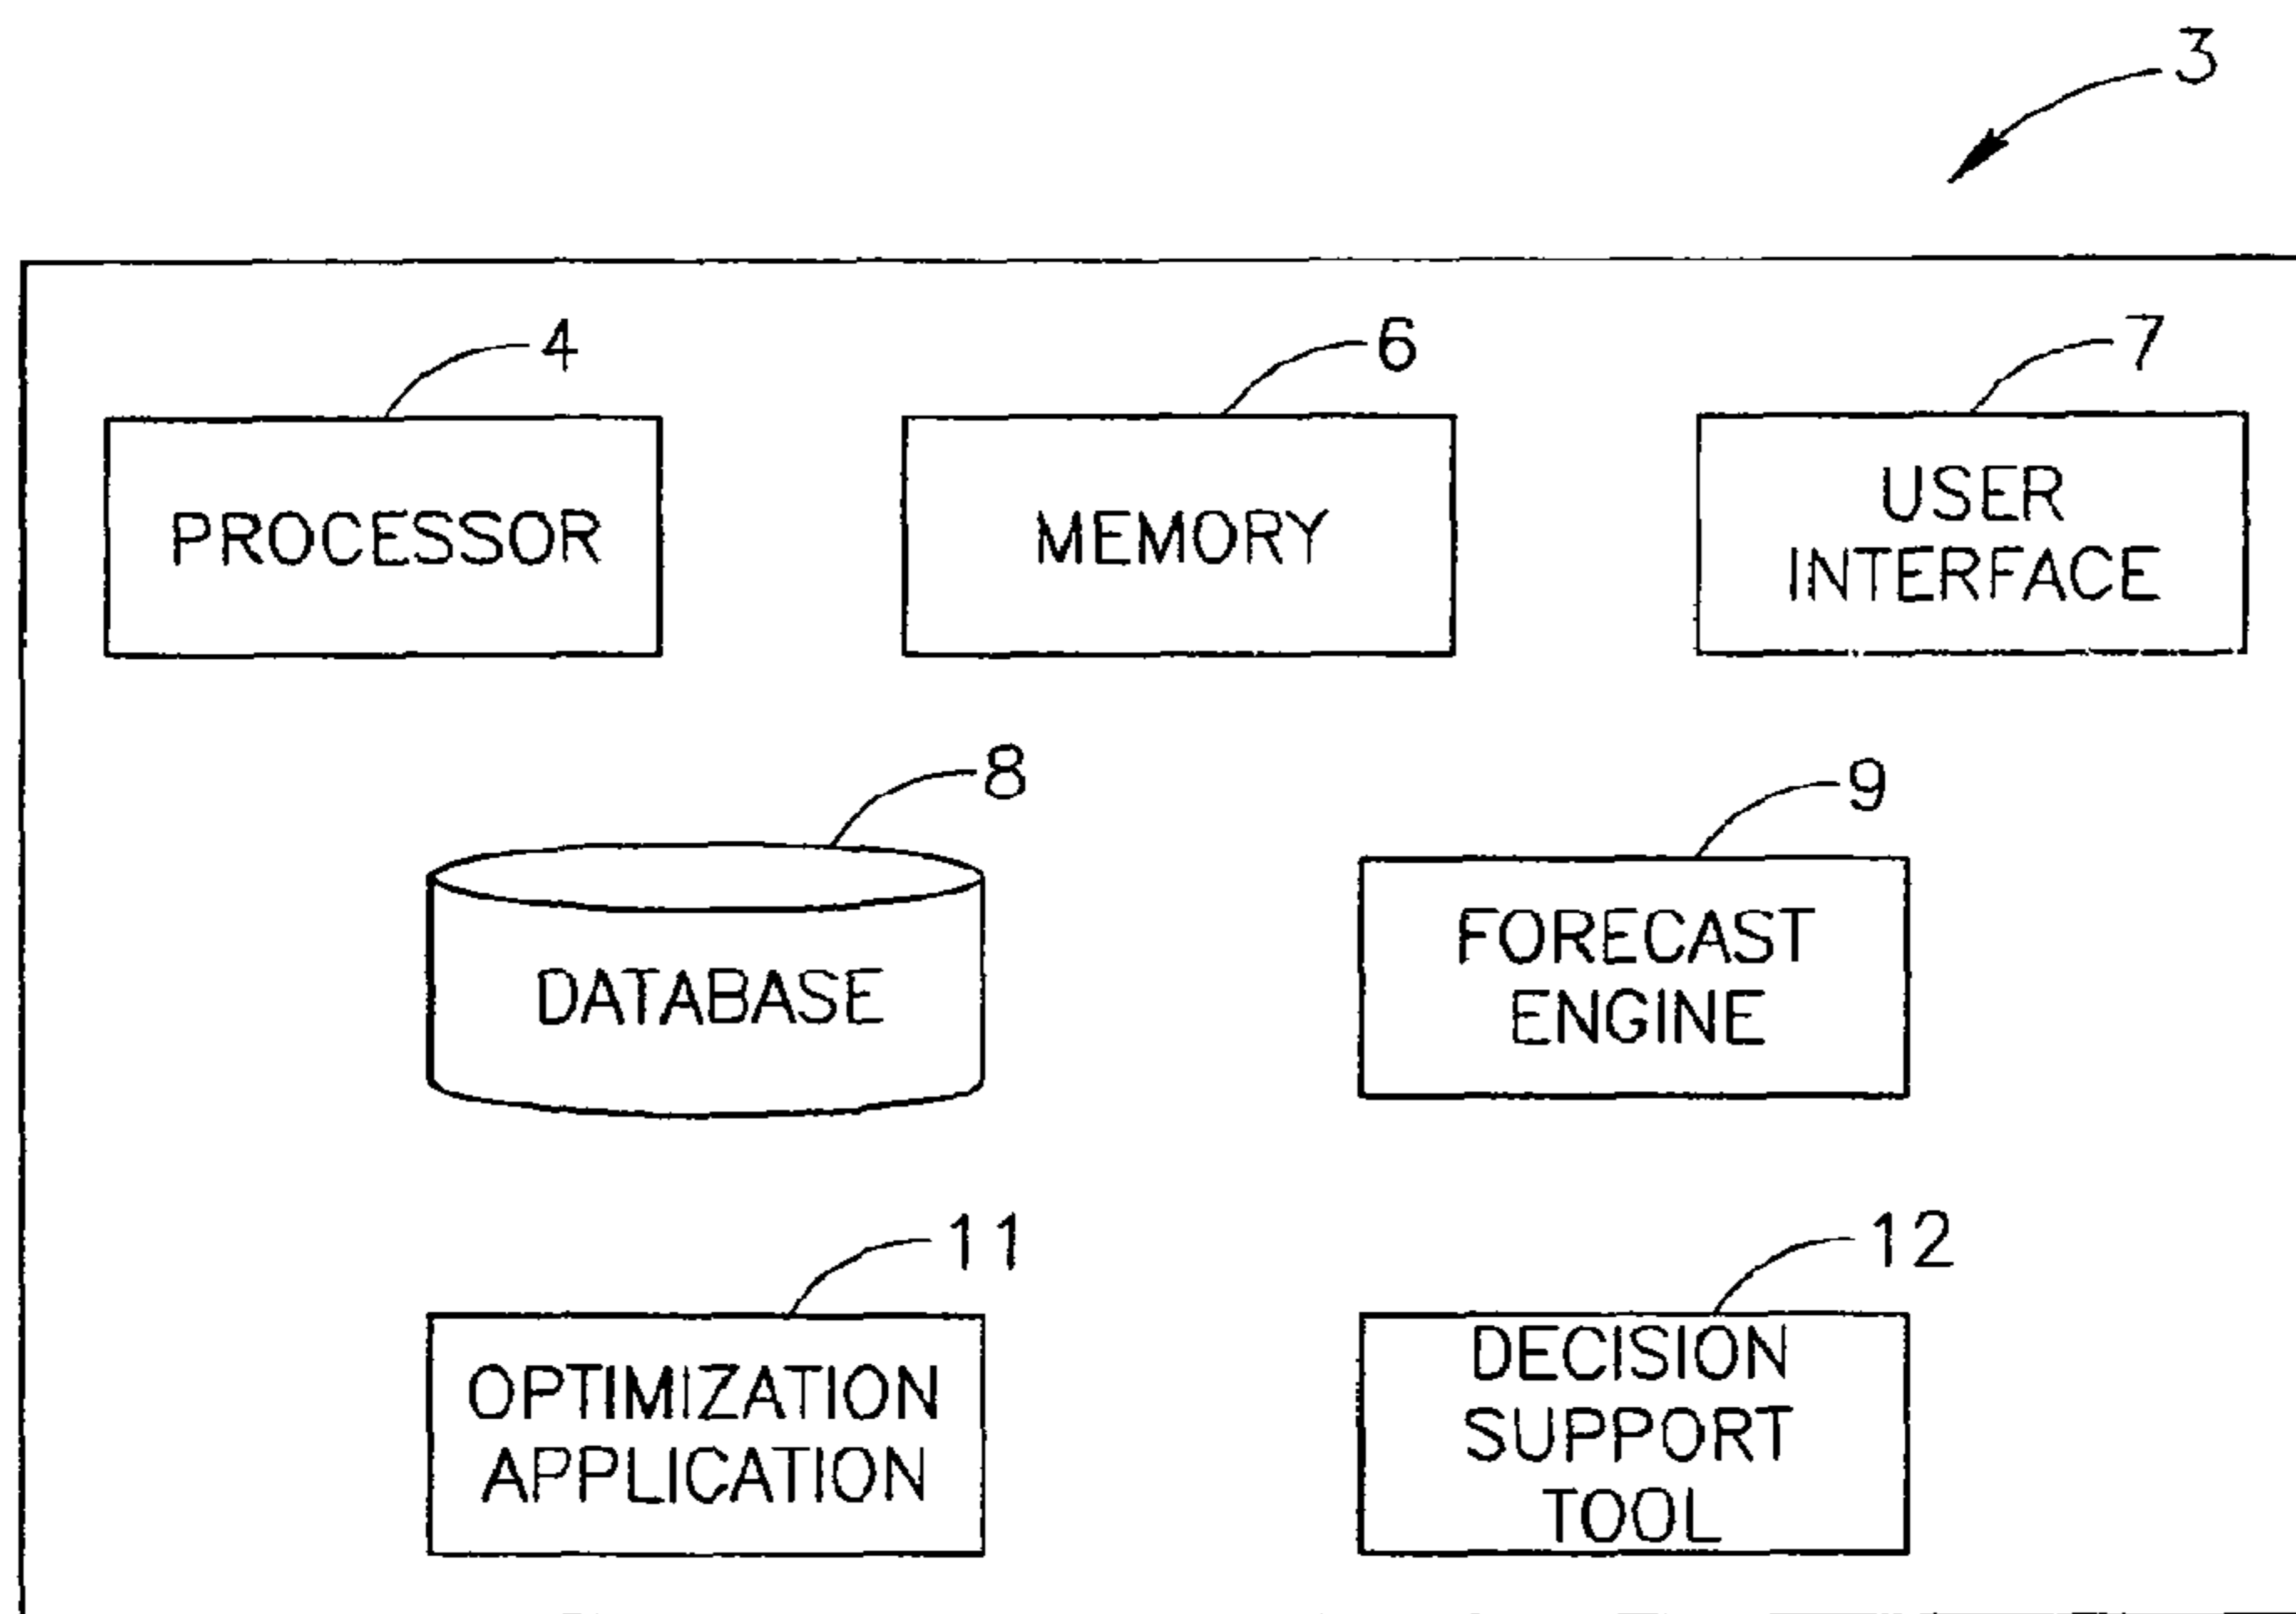 3
4
6
7
PROCESSOR
MEMORY
USER
INTERFACE
8
9
DATABASE
FORECAST
ENGINE
11
12
OPTIMIZATION
APPLICATION
DECISION
SUPPORT
TOOL